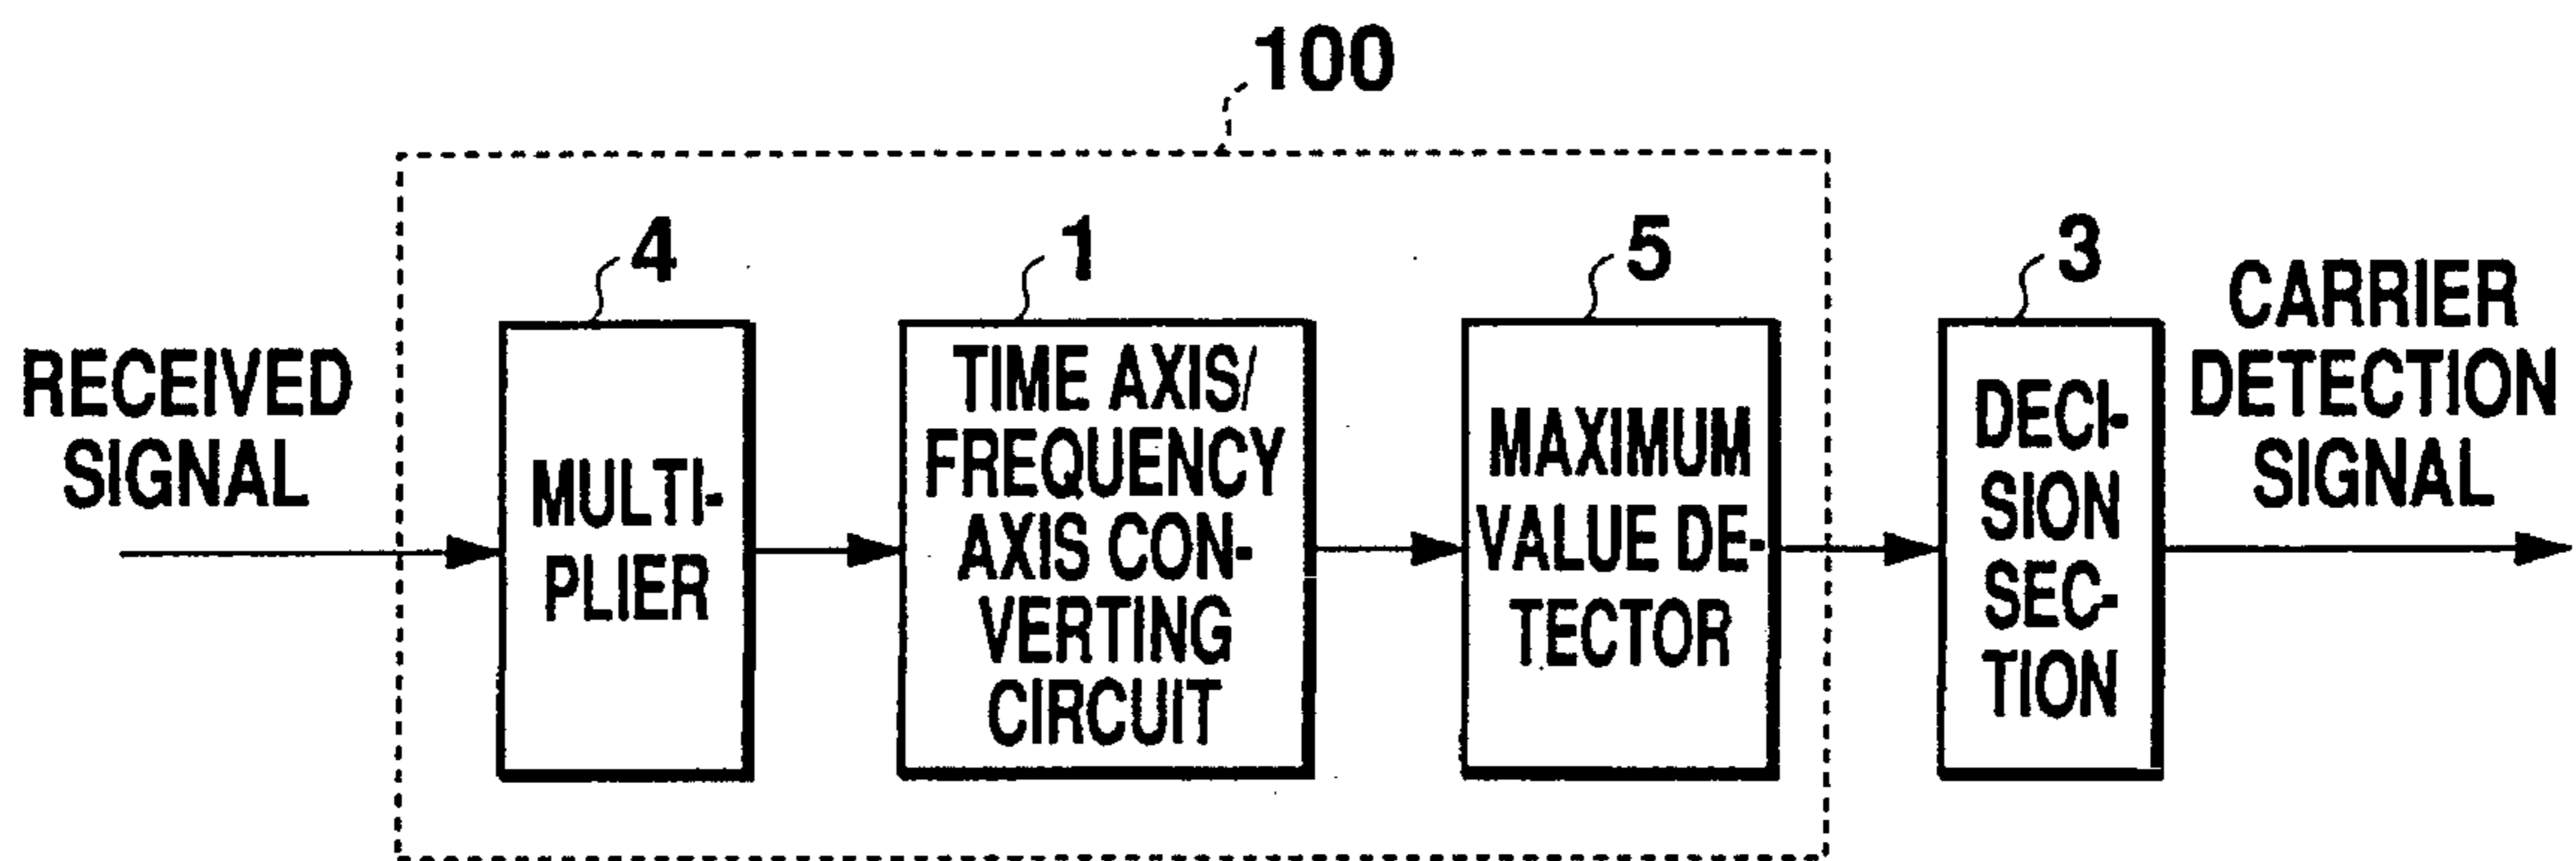 100
4
1
5
3
RECEIVED
SIGNAL
MULTI-
PLIER
TIME AXIS/
FREQUENCY
AXIS CON-
VERTING
CIRCUIT
MAXIMUM
VALUE DE-
TECTOR
DECI-
SION
SEC-
TION
CARRIER
DETECTION
SIGNAL